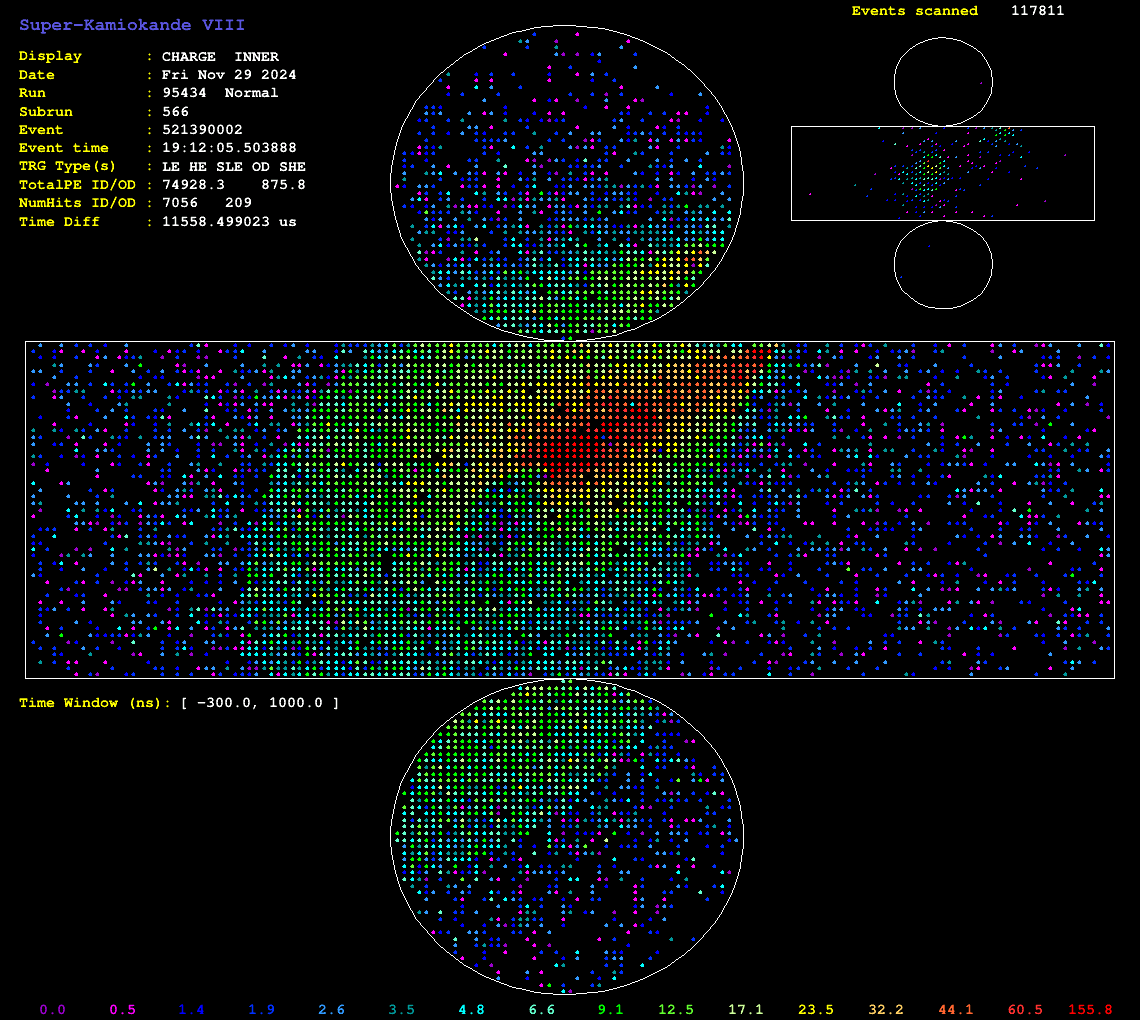 Super-Kamiokande VIII
Events scanned 117811
Display : CHARGE INNER
Date : Fri Nov 29 2024
Run : 95434 Normal
Subrun : 566
Event : 521390002
Event time : 19:12:05.503888
TRG Type(s) : LE HE SLE OD SHE
TotalPE ID/OD : 74928.3 875.8
NumHits ID/OD : 7056 209
Time Diff : 11558.499023 us
Time Window (ns): [ -300.0, 1000.0 ]
0.0 0.5 1.4 1.9 2.6 3.5 4.8 6.6 9.1 12.5 17.1 23.5 32.2 44.1 60.5 155.8